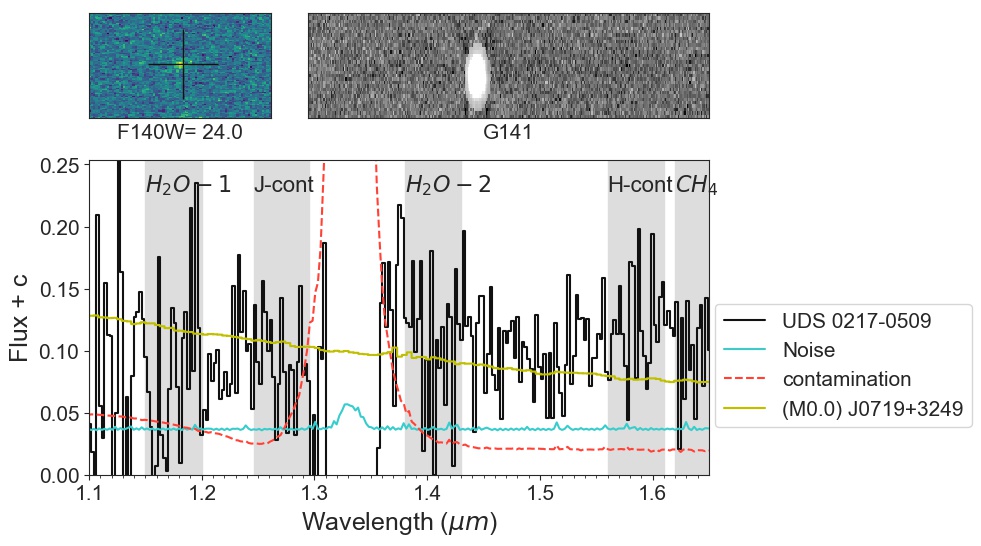 F140W= 24.0
G141
0.25
0.20
0.15
0.10
0.05
0.00
Flux + c
H₂O − 1
J-cont
H₂O − 2
H-cont
CH₄
1.1 1.2 1.3 1.4 1.5 1.6
Wavelength (μm)
UDS 0217-0509
Noise
contamination
(M0.0) J0719+3249